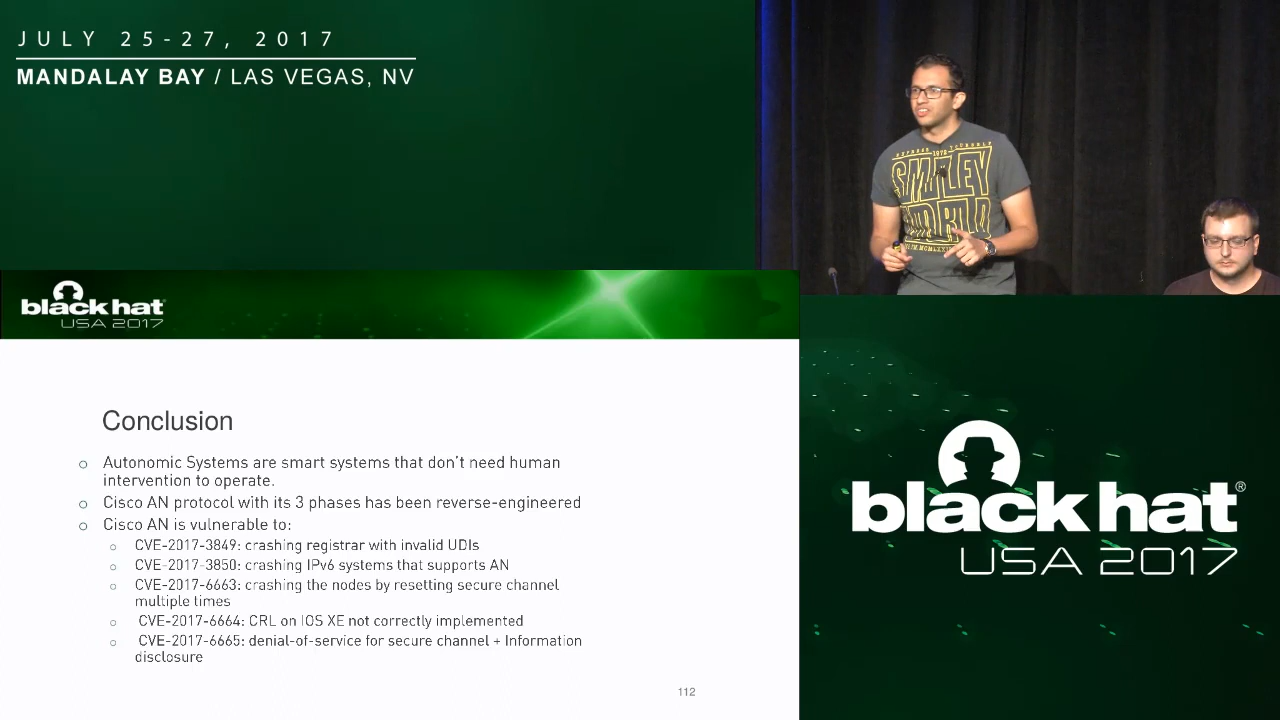 JULY 25-27, 2017
MANDALAY BAY / LAS VEGAS, NV
EXPRESS 1978 YOURSELF
SMILEY
WORLD
black hat
USA 2017
Conclusion
Autonomic Systems are smart systems that don't need human
intervention to operate.
Cisco AN protocol with its 3 phases has been reverse-engineered
Cisco AN is vulnerable to:
CVE-2017-3849: crashing registrar with invalid UDIs
CVE-2017-3850: crashing IPv6 systems that supports AN
CVE-2017-6663: crashing the nodes by resetting secure channel
multiple times
CVE-2017-6664: CRL on IOS XE not correctly implemented
CVE-2017-6665: denial-of-service for secure channel + Information
disclosure
112
black hat®
USA 2017